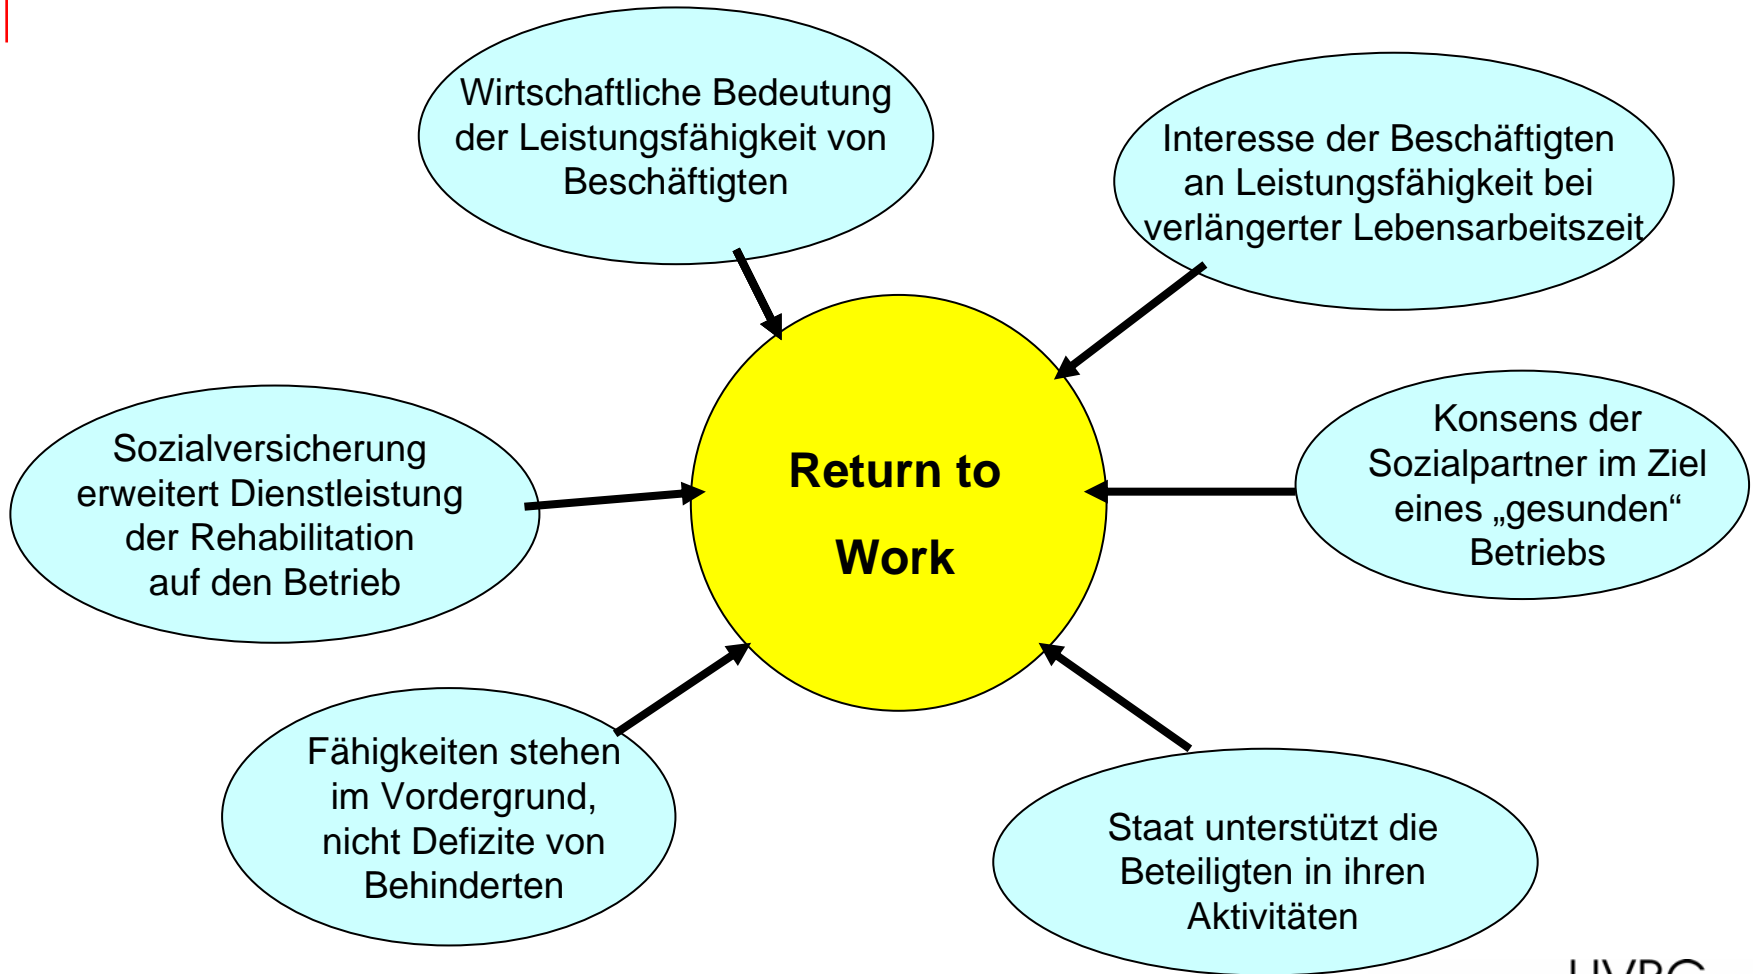 Wirtschaftliche Bedeutung
der Leistungsfähigkeit von
Beschäftigten
Interesse der Beschäftigten
an Leistungsfähigkeit bei
verlängerter Lebensarbeitszeit
Konsens der
Sozialpartner im Ziel
eines „gesunden“
Betriebs
Return to
Work
Sozialversicherung
erweitert Dienstleistung
der Rehabilitation
auf den Betrieb
Fähigkeiten stehen
im Vordergrund,
nicht Defizite von
Behinderten
Staat unterstützt die
Beteiligten in ihren
Aktivitäten